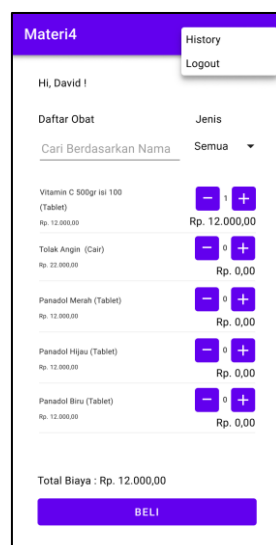 Materi4
History
Logout
Hi, David !
Daftar Obat
Jenis
Cari Berdasarkan Nama
Semua
Vitamin C 500gr isi 100
(Tablet)
Rp. 12.000,00
− 1 +
Rp. 12.000,00
Tolak Angin (Cair)
Rp. 22.000,00
− 0 +
Rp. 0,00
Panadol Merah (Tablet)
Rp. 12.000,00
− 0 +
Rp. 0,00
Panadol Hijau (Tablet)
Rp. 12.000,00
− 0 +
Rp. 0,00
Panadol Biru (Tablet)
Rp. 12.000,00
− 0 +
Rp. 0,00
Total Biaya : Rp. 12.000,00
BELI